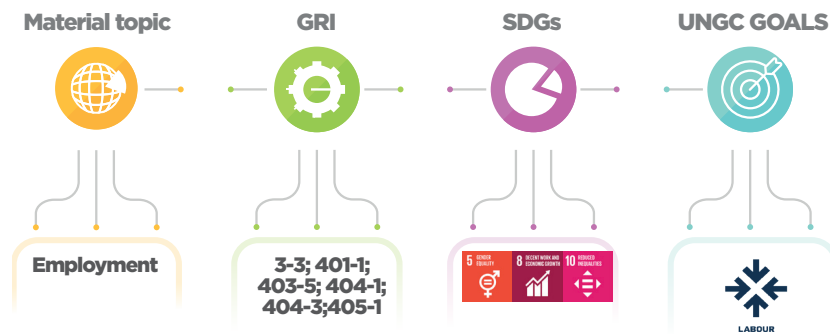 Material topic
GRI
SDGs
UNGC GOALS
Employment
3-3; 401-1;
403-5; 404-1;
404-3;405-1
5 GENDER
EQUALITY
8 DECENT WORK AND
ECONOMIC GROWTH
10 REDUCED
INEQUALITIES
LABOUR